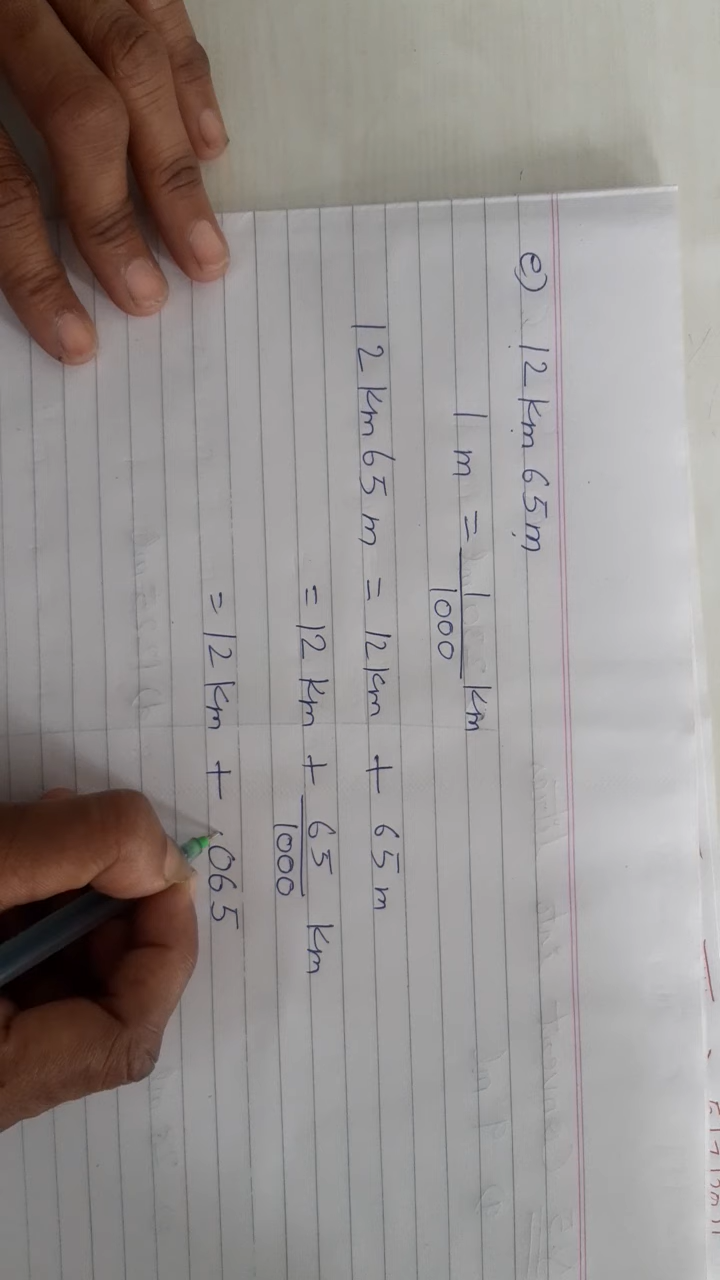 e) 12 km 65 m
1 m = 1/1000 km
12 km 65 m = 12 km + 65 m
= 12 km + 65/1000 km
= 12 km + .065